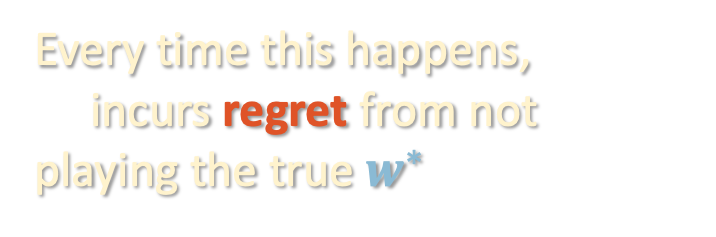 Every time this happens,
incurs regret from not
playing the true w*